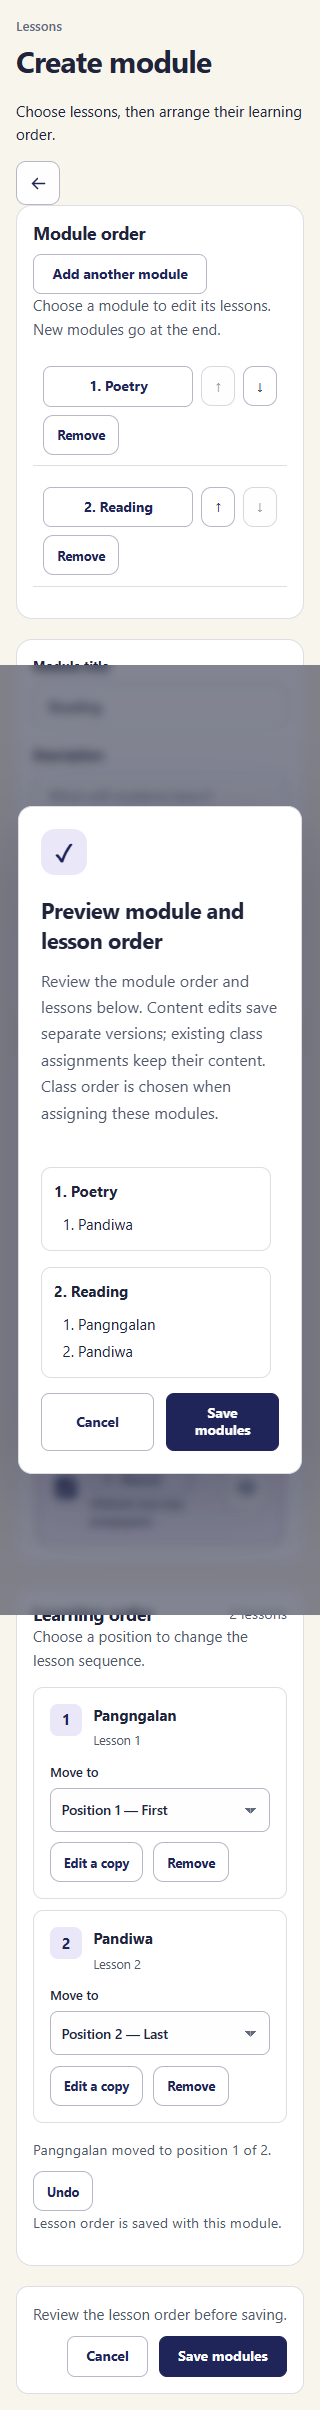 Lessons
Create module
Choose lessons, then arrange their learning
order.
←
Module order
Add another module
Choose a module to edit its lessons.
New modules go at the end.
1. Poetry ↑ ↓
Remove
2. Reading ↑ ↓
Remove
Module title
Reading
Description
✓
Preview module and
lesson order
Review the module order and
lessons below. Content edits save
separate versions; existing class
assignments keep their content.
Class order is chosen when
assigning these modules.
1. Poetry
1. Pandiwa
2. Reading
1. Pangngalan
2. Pandiwa
Cancel
Save
modules
Learning order
2 lessons
Choose a position to change the
lesson sequence.
1 Pangngalan
Lesson 1
Move to
Position 1 — First
Edit a copy
Remove
2 Pandiwa
Lesson 2
Move to
Position 2 — Last
Edit a copy
Remove
Pangngalan moved to position 1 of 2.
Undo
Lesson order is saved with this module.
Review the lesson order before saving.
Cancel
Save modules